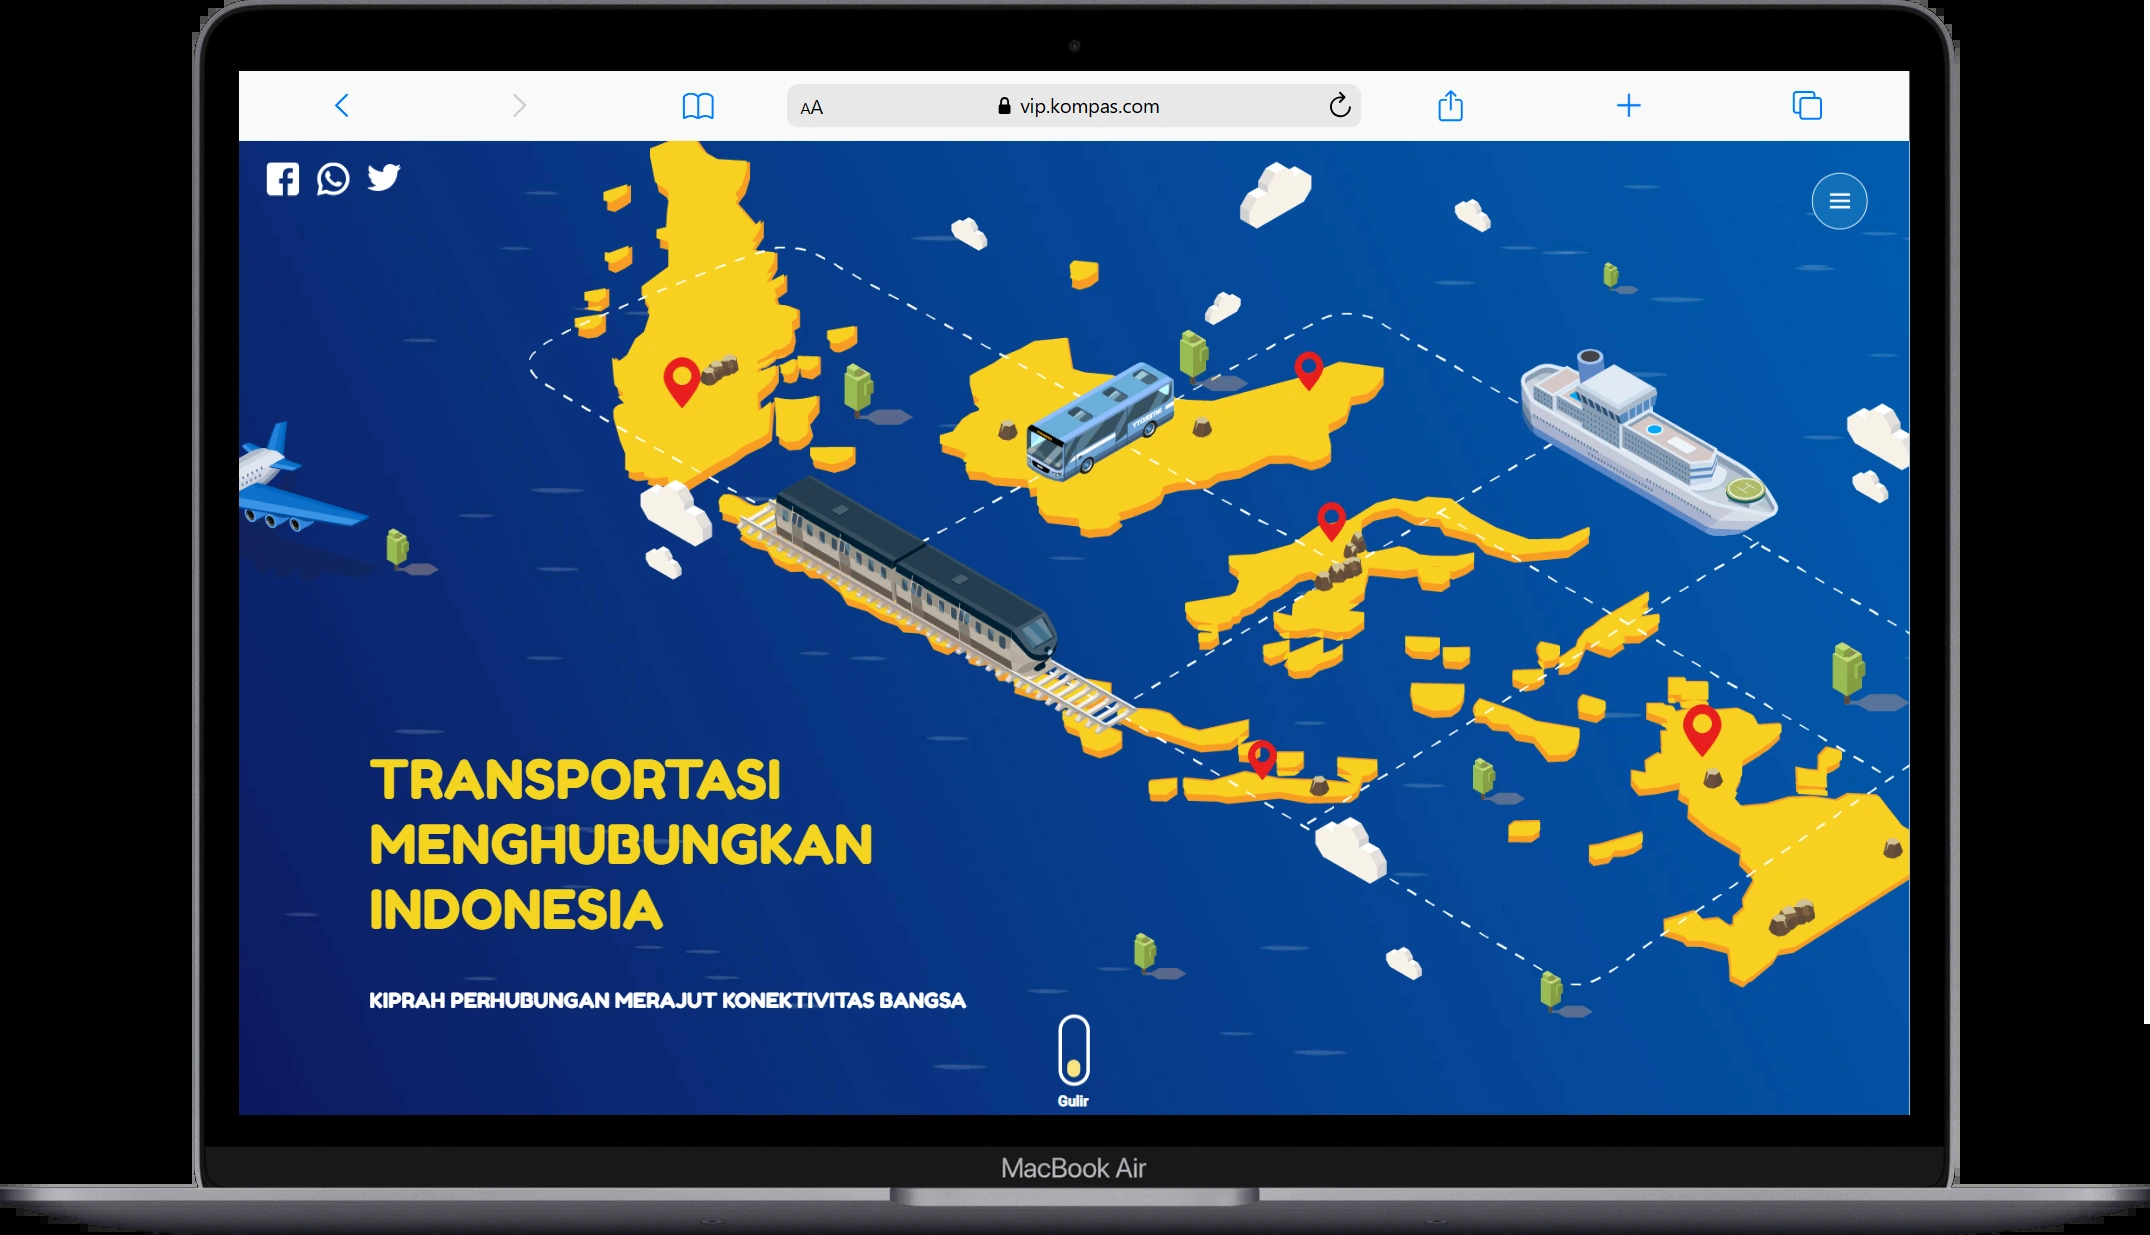 AA
vip.kompas.com
TRANSPORTASI
MENGHUBUNGKAN
INDONESIA
KIPRAH PERHUBUNGAN MERAJUT KONEKTIVITAS BANGSA
Gulir
MacBook Air